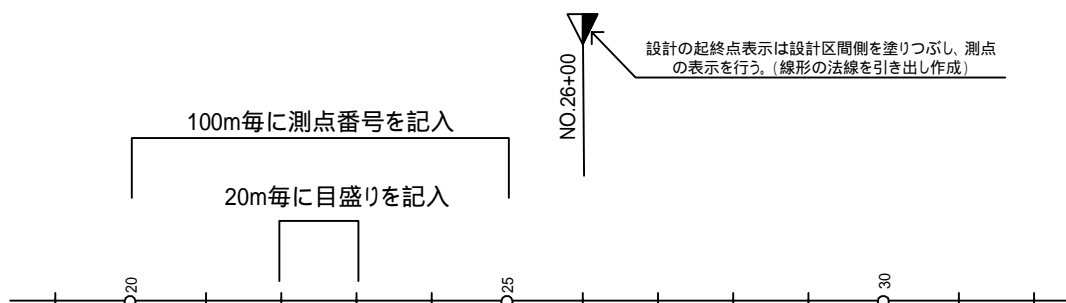 設計の起終点表示は設計区間側を塗りつぶし、測点
の表示を行う。(線形の法線を引き出し作成)
NO.26+00
100m毎に測点番号を記入
20m毎に目盛りを記入
20
25
30